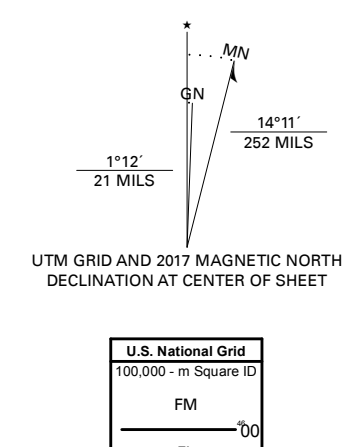 ★
MN
GN
14°11´
252 MILS
1°12´
21 MILS
UTM GRID AND 2017 MAGNETIC NORTH
DECLINATION AT CENTER OF SHEET
U.S. National Grid
100,000 - m Square ID
FM
⁴⁶00